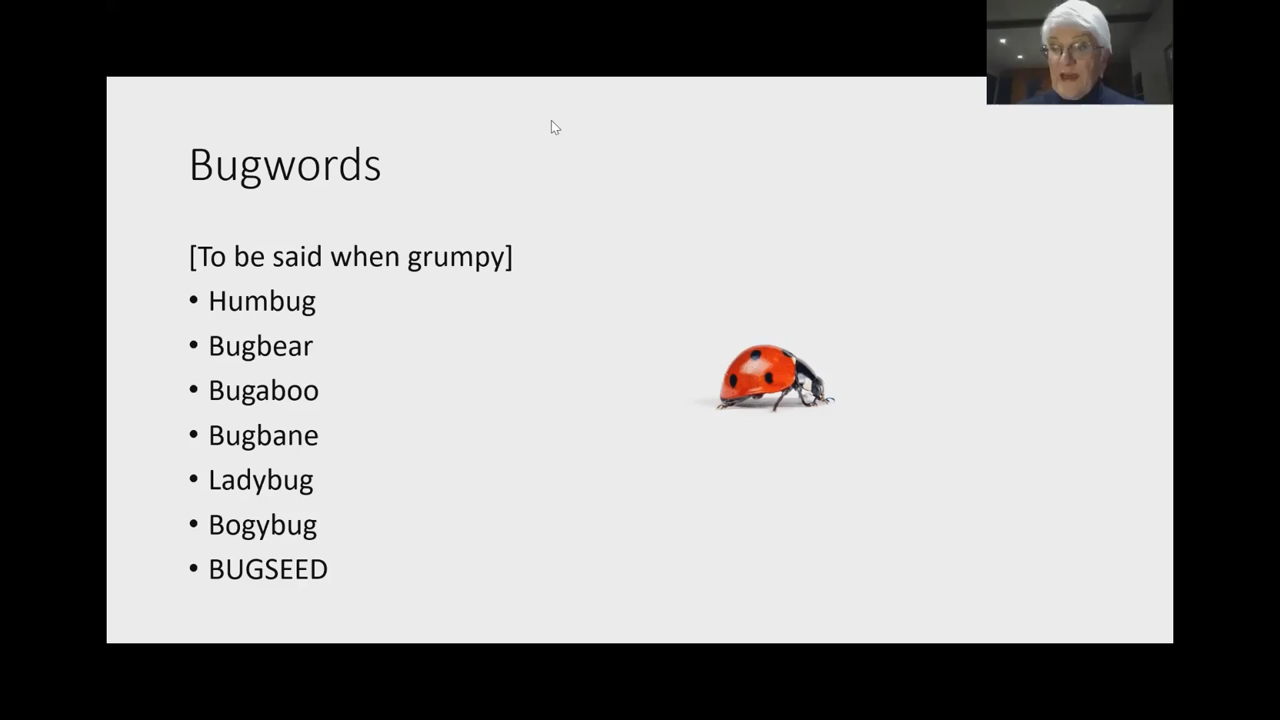 Bugwords
[To be said when grumpy]
• Humbug
• Bugbear
• Bugaboo
• Bugbane
• Ladybug
• Bogybug
• BUGSEED